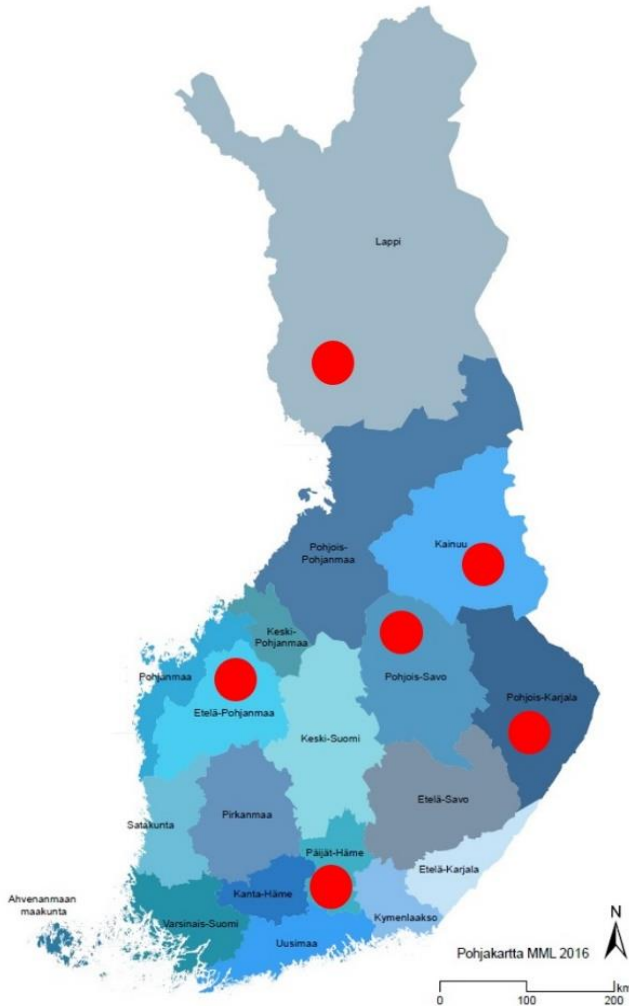 Lappi
Kainuu
Pohjois-
Pohjanmaa
Keski-
Pohjanmaa
Pohjanmaa
Pohjois-Savo
Pohjois-Karjala
Etelä-Pohjanmaa
Keski-Suomi
Etelä-Savo
Satakunta
Pirkanmaa
Päijät-Häme
Etelä-Karjala
Kanta-Häme
Ahvenanmaan
maakunta
Varsinais-Suomi
Kymenlaakso
Uusimaa
N
Pohjakartta MML 2016
km
0 100 200